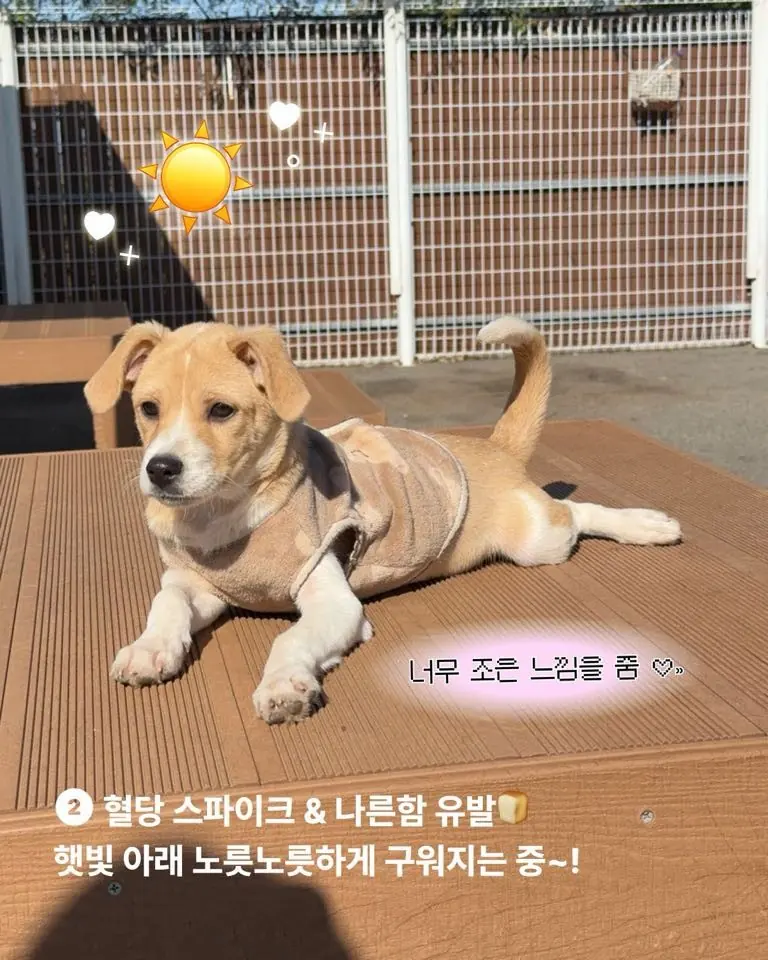 너무 조은 느낌을 줌 ♡»
2 혈당 스파이크 & 나른함 유발🍞
햇빛 아래 노릇노릇하게 구워지는 중~!